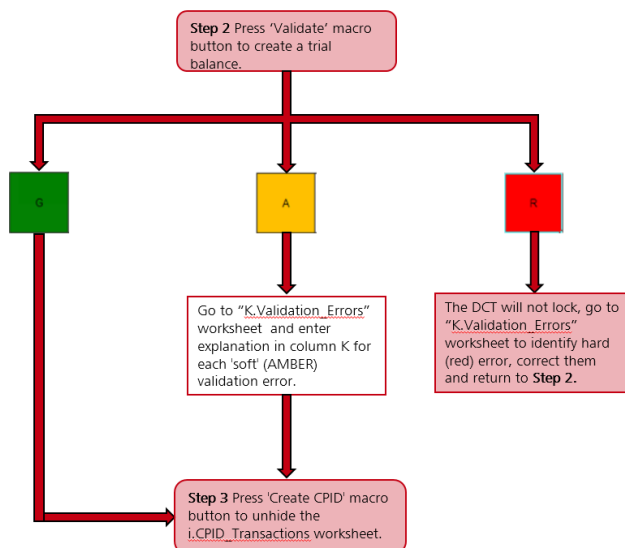 Step 2 Press ‘Validate’ macro
button to create a trial
balance.
G
A
R
Go to “K.Validation_Errors”
worksheet and enter
explanation in column K for
each 'soft' (AMBER)
validation error.
The DCT will not lock, go to
“K.Validation_Errors”
worksheet to identify hard
(red) error, correct them
and return to Step 2.
Step 3 Press 'Create CPID' macro
button to unhide the
i.CPID_Transactions worksheet.